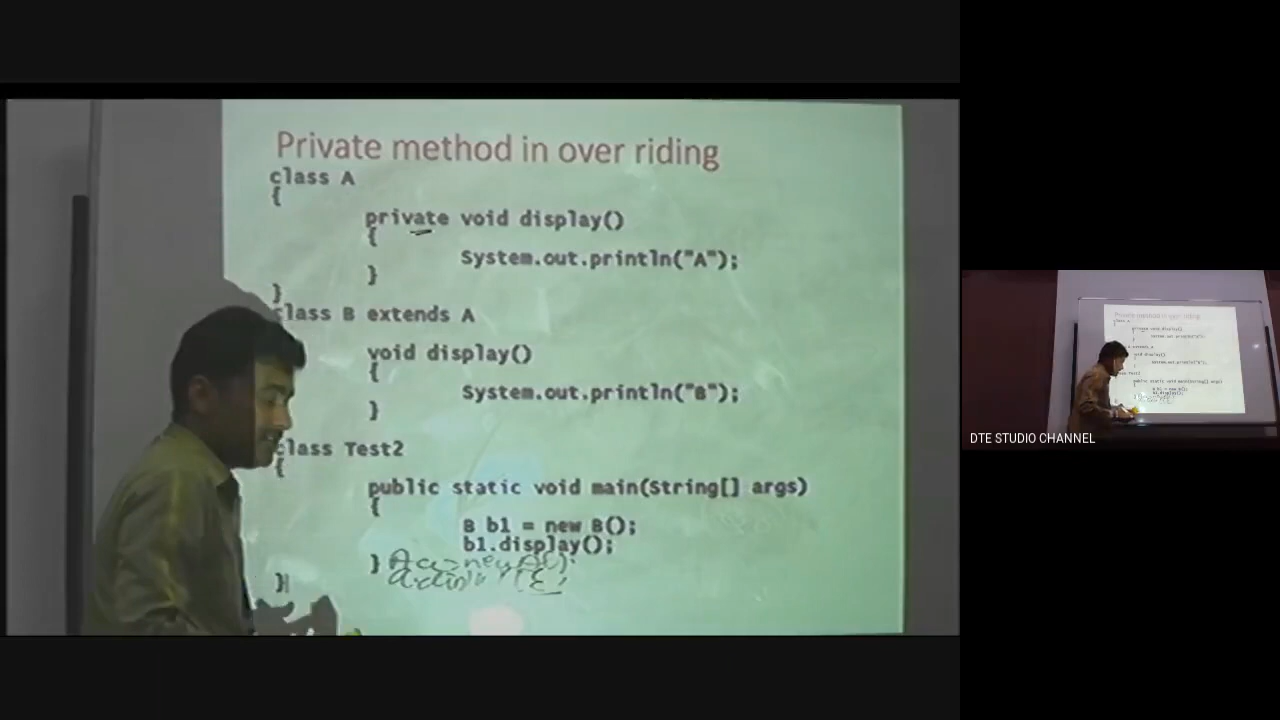 Private method in over riding
class A
{
private void display()
{
System.out.println("A");
}
}
class B extends A
void display()
{
System.out.println("B");
}
class Test2
{
public static void main(String[] args)
{
B b1 = new B();
b1.display();
}
}
DTE STUDIO CHANNEL